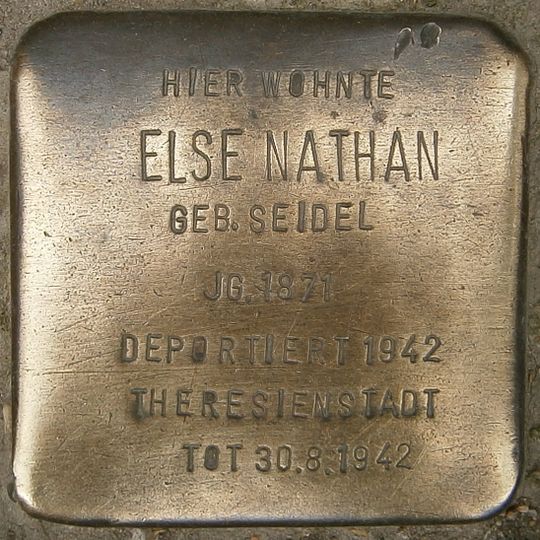 HIER WOHNTE
ELSE NATHAN
GEB. SEIDEL
JG. 1871
DEPORTIERT 1942
THERESIENSTADT
TOT 30.8.1942